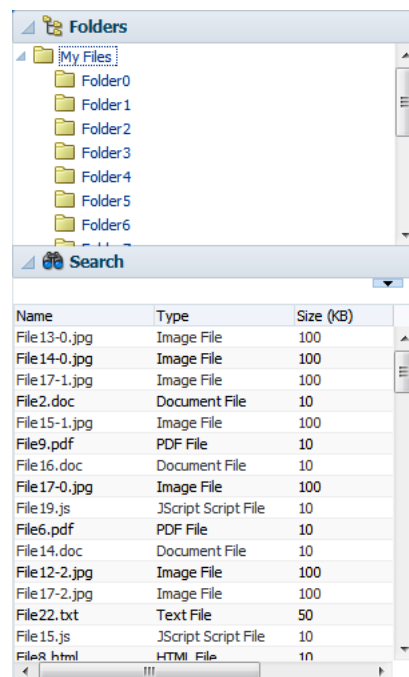 Folders
My Files
Folder0
Folder1
Folder2
Folder3
Folder4
Folder5
Folder6
Search
Name Type Size (KB)
File13-0.jpg Image File 100
File14-0.jpg Image File 100
File17-1.jpg Image File 100
File2.doc Document File 10
File15-1.jpg Image File 100
File9.pdf PDF File 10
File16.doc Document File 10
File17-0.jpg Image File 100
File19.js JScript Script File 10
File6.pdf PDF File 10
File14.doc Document File 10
File12-2.jpg Image File 100
File17-2.jpg Image File 100
File22.txt Text File 50
File15.js JScript Script File 10
File8.html HTML File 10